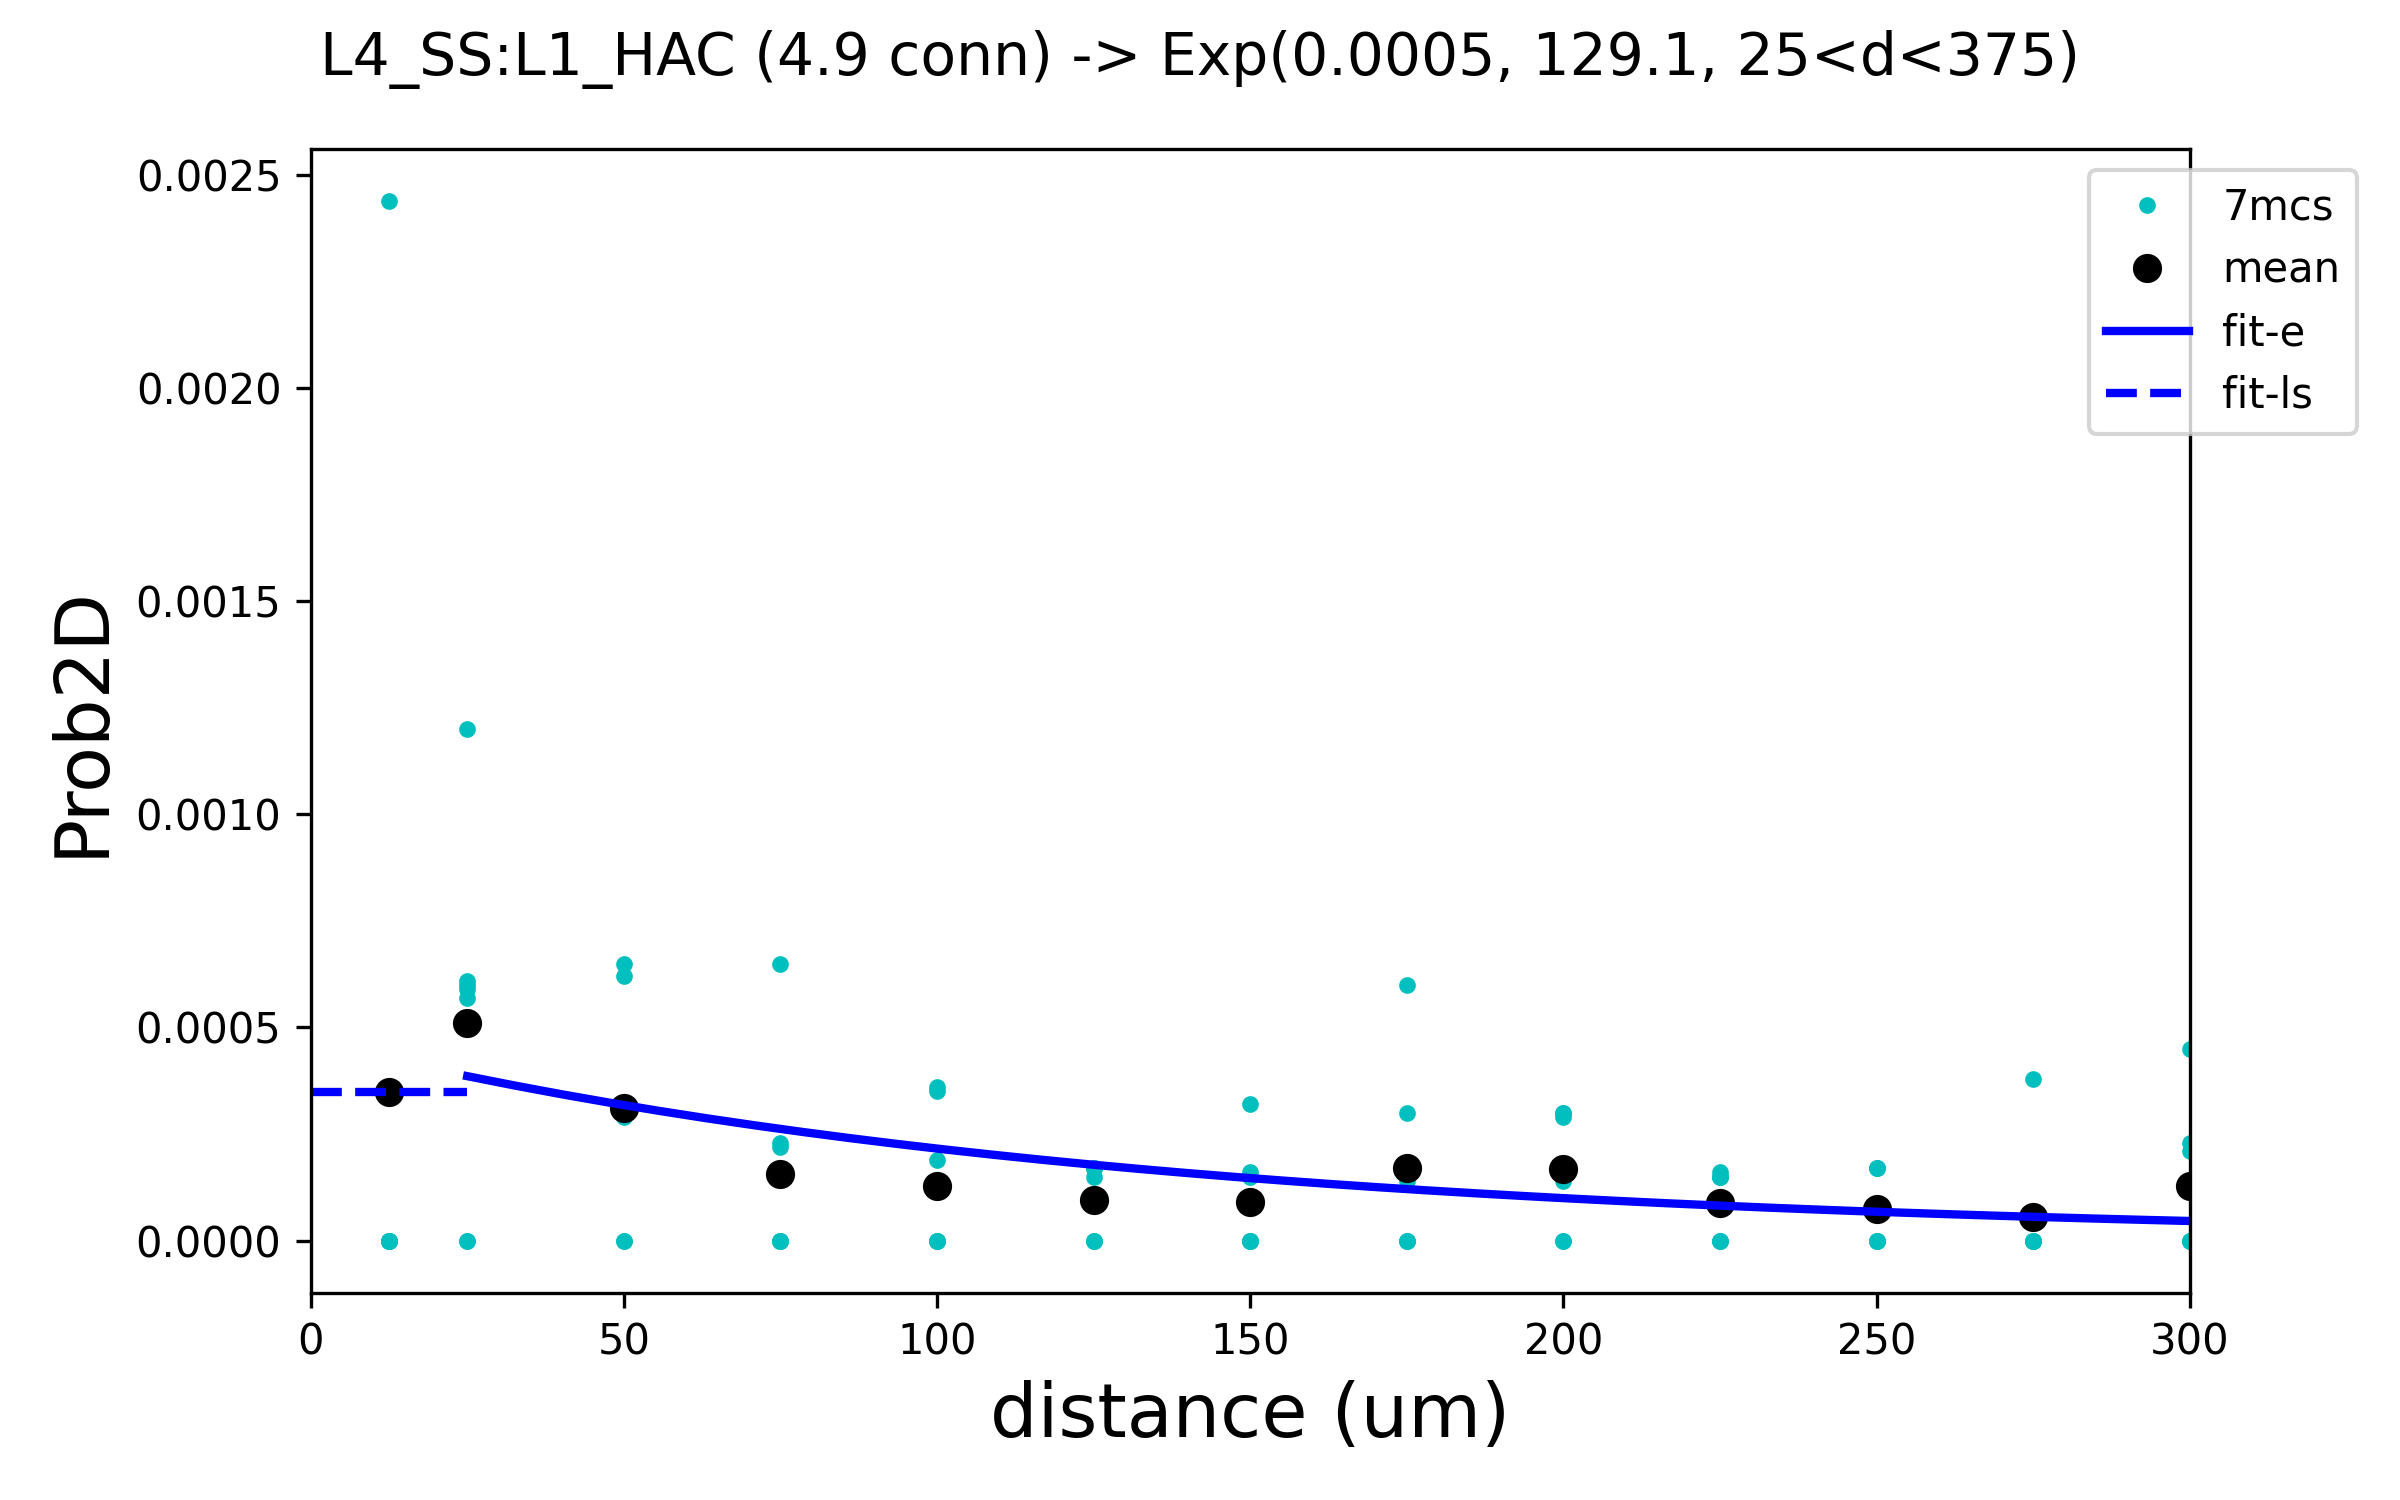 L4_SS:L1_HAC (4.9 conn) -> Exp(0.0005, 129.1, 25<d<375)
7mcs
mean
fit-e
fit-ls
Prob2D
0.0025
0.0020
0.0015
0.0010
0.0005
0.0000
0 50 100 150 200 250 300
distance (um)